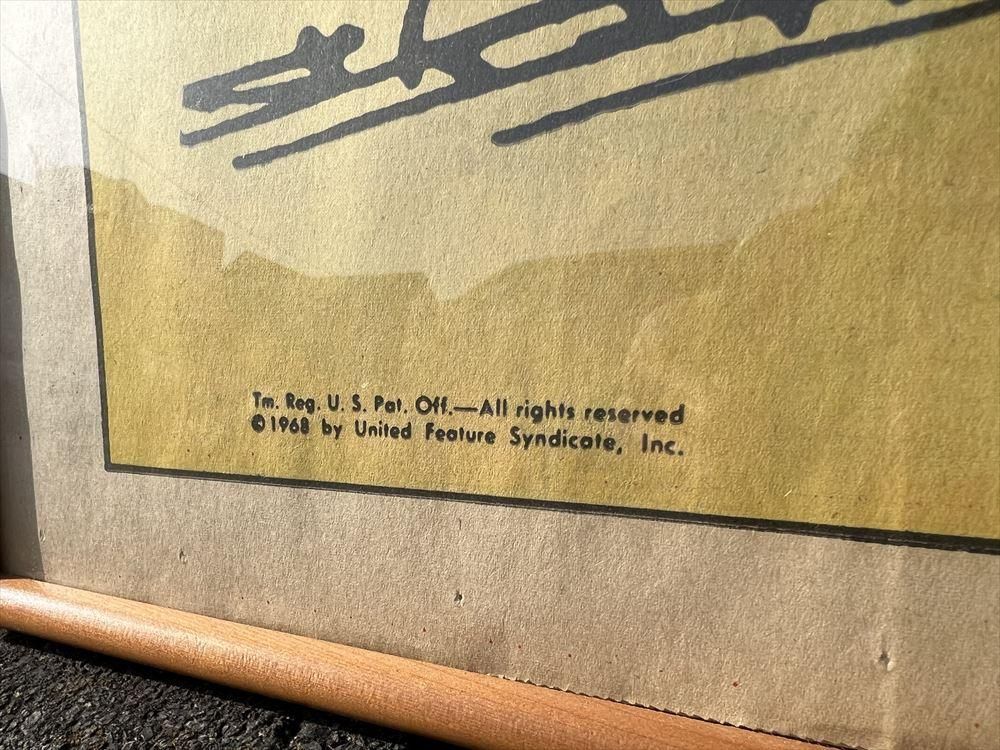 Tm. Reg. U. S. Pat. Off.—All rights reserved
©1968 by United Feature Syndicate, Inc.